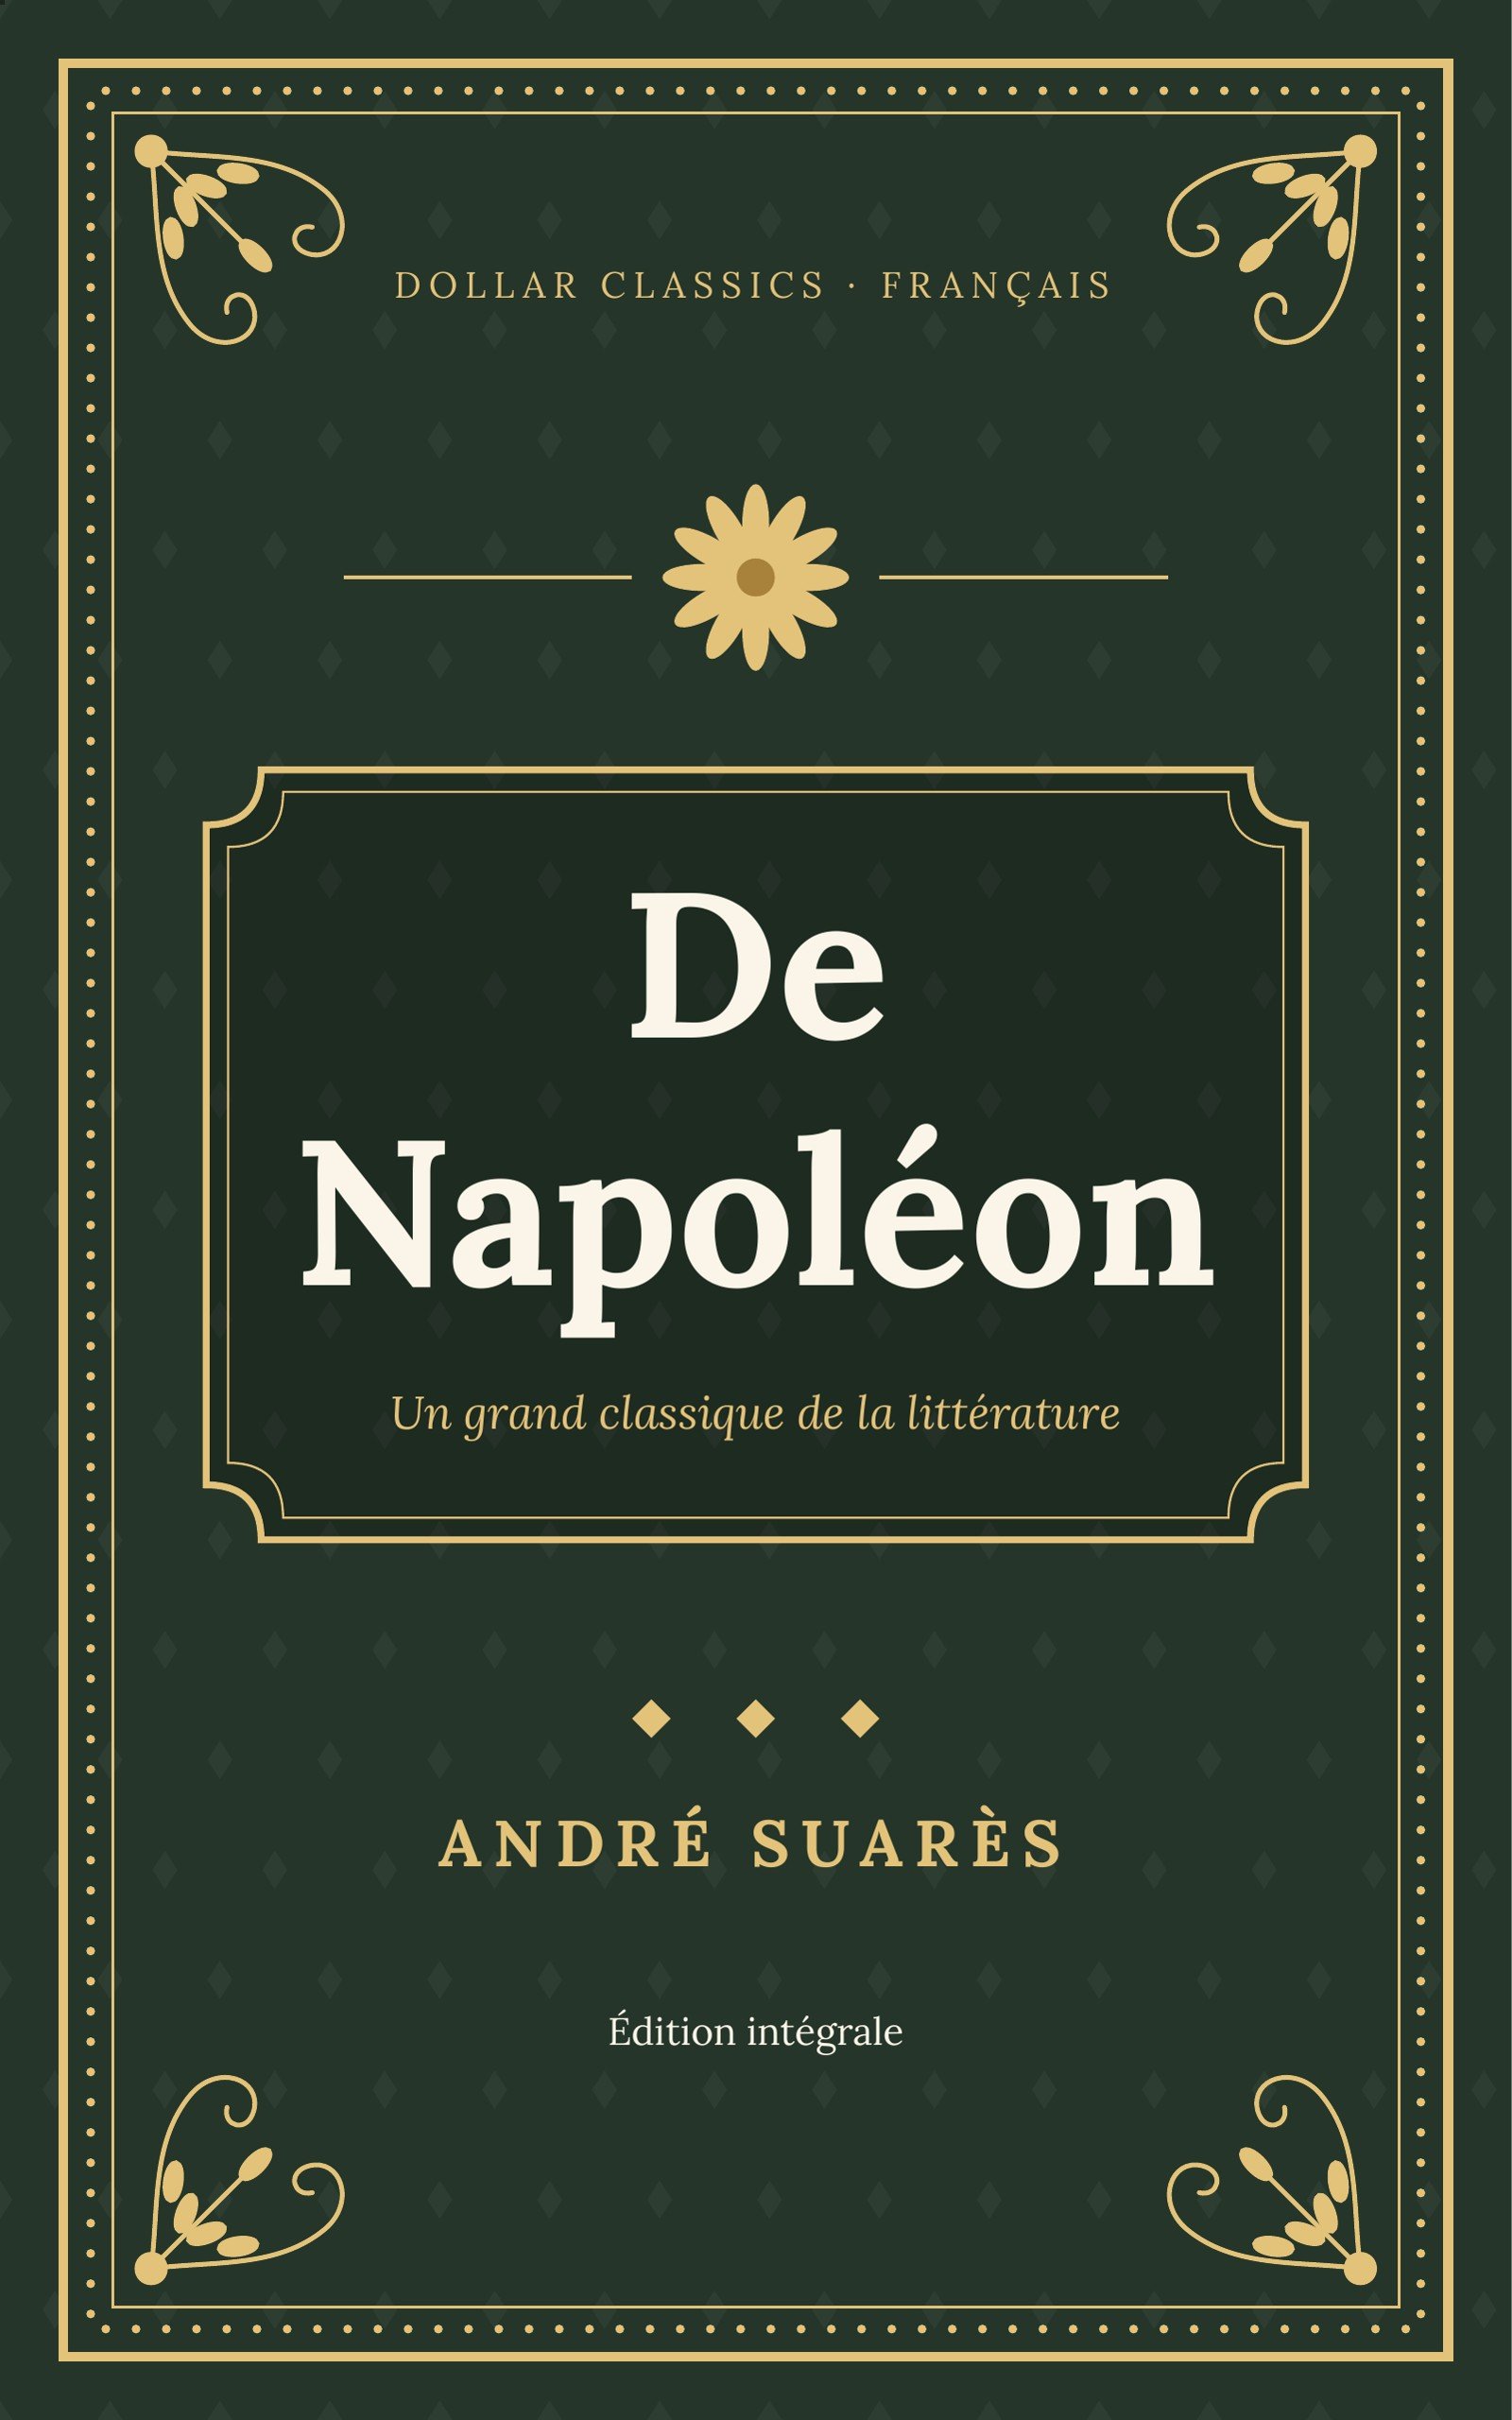 DOLLAR CLASSICS · FRANÇAIS
De
Napoléon
Un grand classique de la littérature
ANDRÉ SUARÈS
Édition intégrale